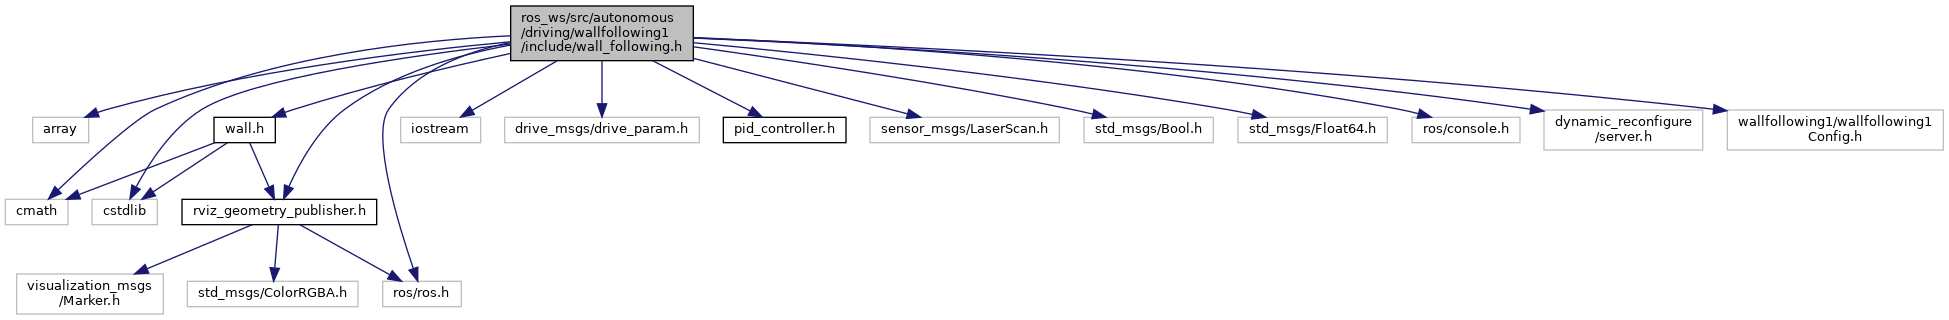 ros_ws/src/autonomous
/driving/wallfollowing1
/include/wall_following.h
array
wall.h
iostream
drive_msgs/drive_param.h
pid_controller.h
sensor_msgs/LaserScan.h
std_msgs/Bool.h
std_msgs/Float64.h
ros/console.h
dynamic_reconfigure
/server.h
wallfollowing1/wallfollowing1
Config.h
cmath
cstdlib
rviz_geometry_publisher.h
visualization_msgs
/Marker.h
std_msgs/ColorRGBA.h
ros/ros.h